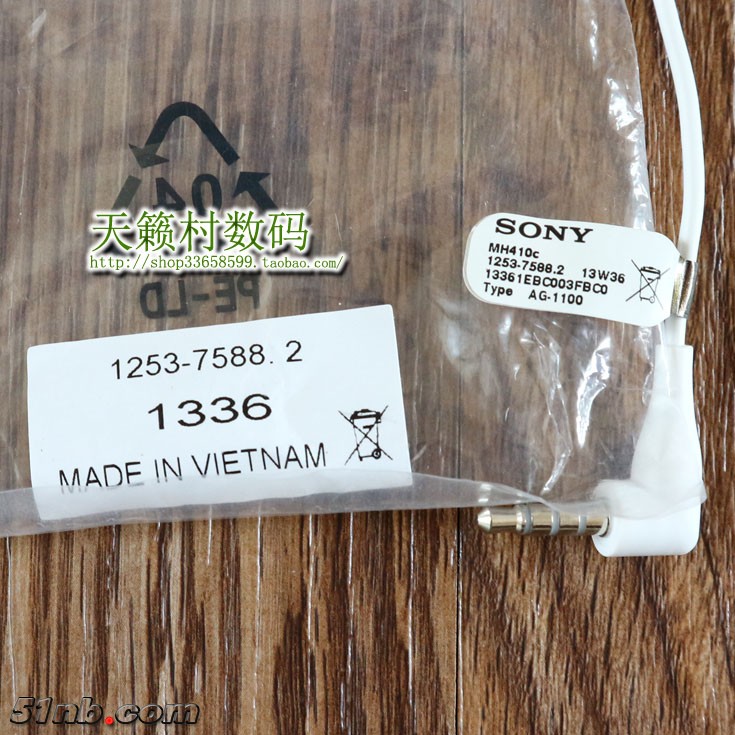 04
天籁村数码
http://shop33658599.taobao.com/
PE-LD
SONY
MH410c
1253-7588.2 13W36
13361EBC003FBC0
Type AG-1100
1253-7588.2
1336
MADE IN VIETNAM
51nb.com